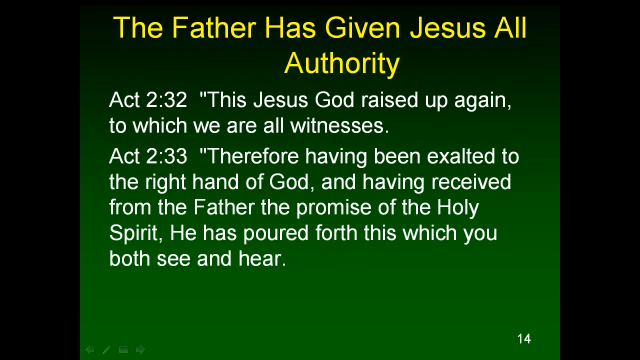 The Father Has Given Jesus All
Authority
Act 2:32 "This Jesus God raised up again,
to which we are all witnesses.
Act 2:33 "Therefore having been exalted to
the right hand of God, and having received
from the Father the promise of the Holy
Spirit, He has poured forth this which you
both see and hear.
14